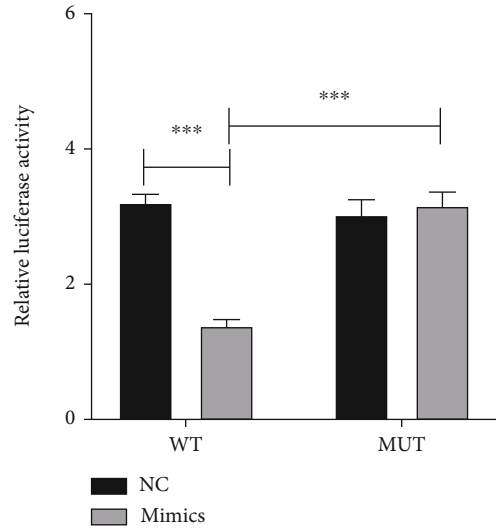 6
4
2
0
Relative luciferase activity
***
***
WT
MUT
NC
Mimics